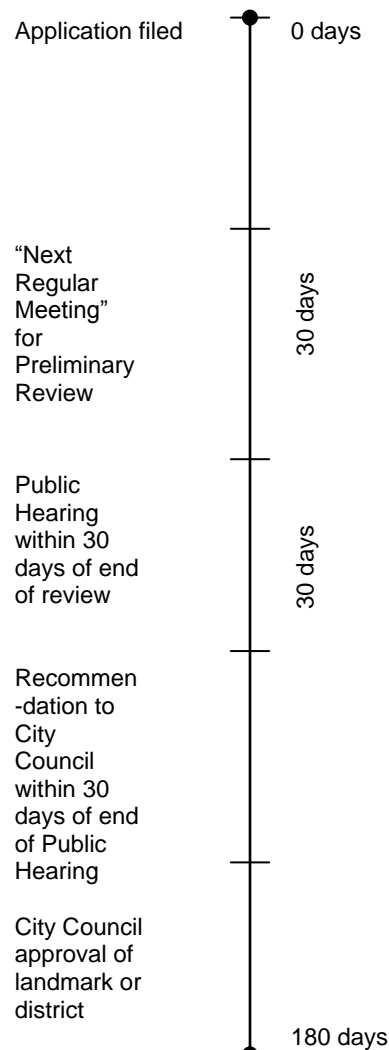 Application filed
0 days
“Next
Regular
Meeting”
for
Preliminary
Review
30 days
Public
Hearing
within 30
days of end
of review
30 days
Recommen
-dation to
City
Council
within 30
days of end
of Public
Hearing
City Council
approval of
landmark or
district
180 days